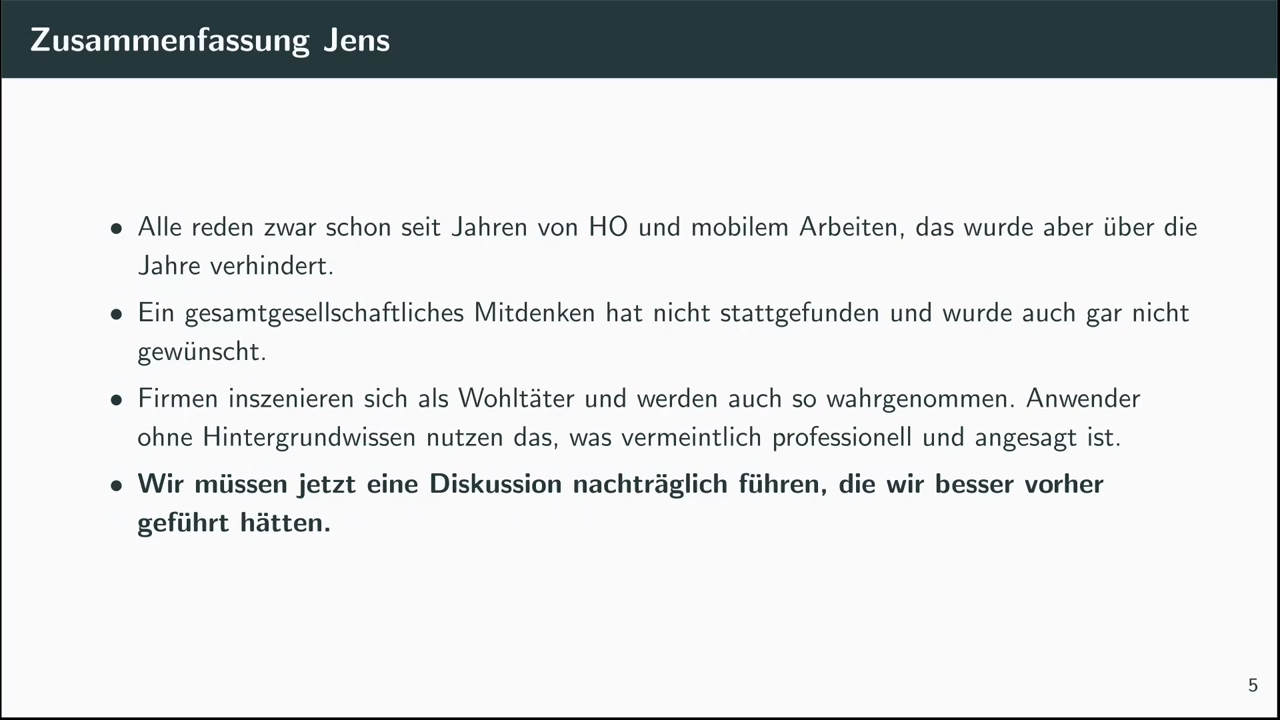 Zusammenfassung Jens
• Alle reden zwar schon seit Jahren von HO und mobilem Arbeiten, das wurde aber über die
Jahre verhindert.
• Ein gesamtgesellschaftliches Mitdenken hat nicht stattgefunden und wurde auch gar nicht
gewünscht.
• Firmen inszenieren sich als Wohltäter und werden auch so wahrgenommen. Anwender
ohne Hintergrundwissen nutzen das, was vermeintlich professionell und angesagt ist.
• Wir müssen jetzt eine Diskussion nachträglich führen, die wir besser vorher
geführt hätten.
5